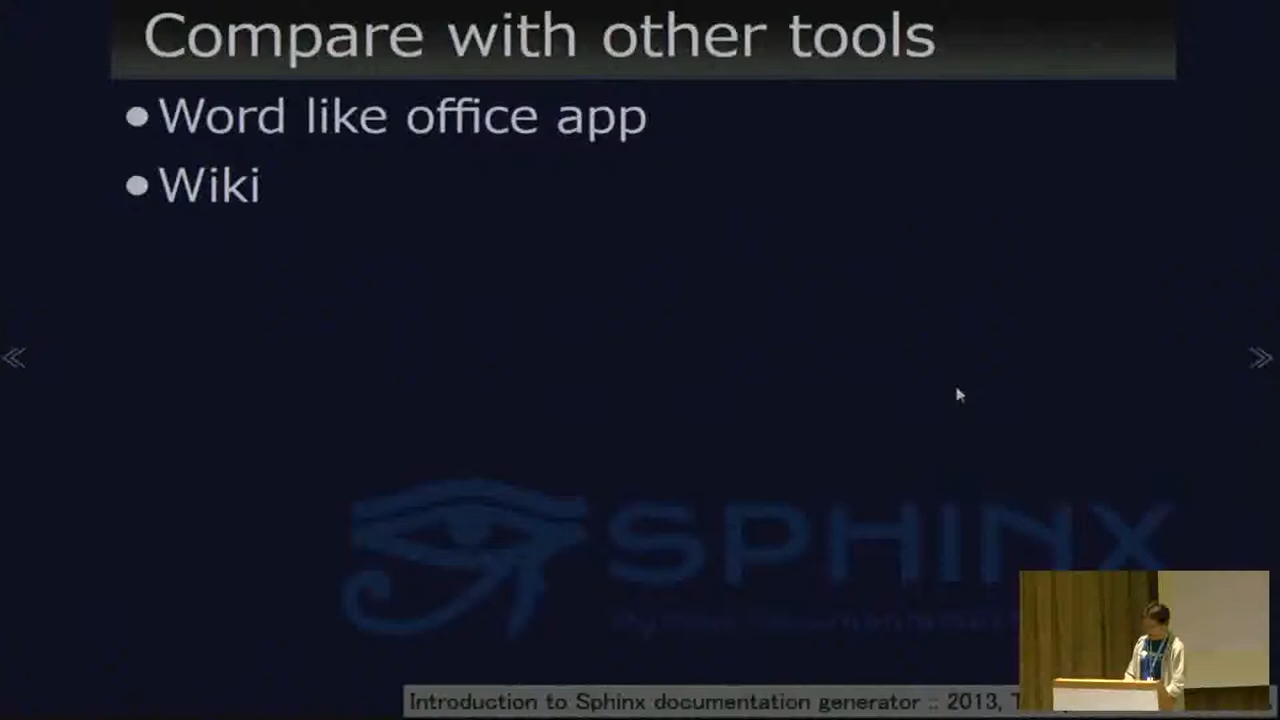 Compare with other tools
●Word like office app
●Wiki
SPHINX
Introduction to Sphinx documentation generator :: 2013,